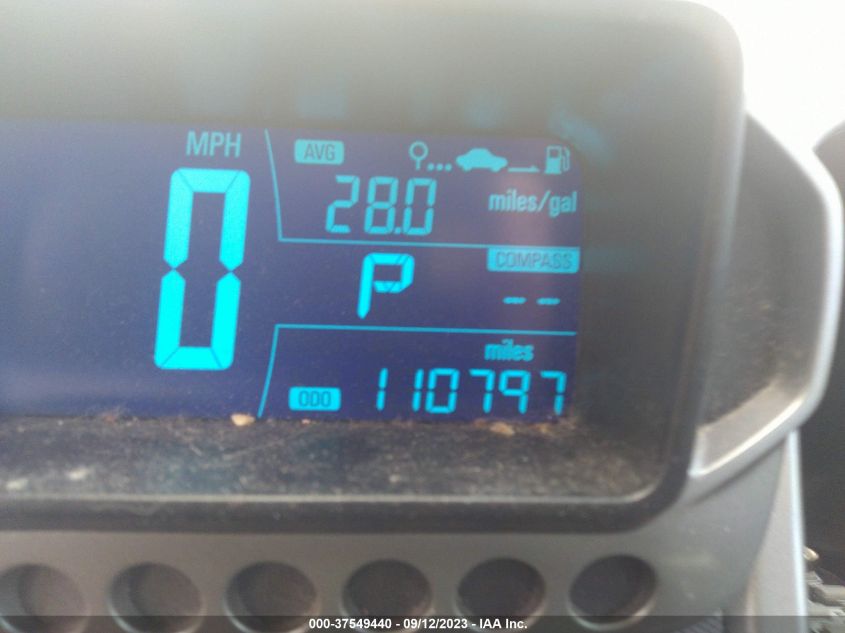 MPH
0
AVG
28.0 miles/gal
P
COMPASS
-- 
miles
ODO 110797
000-37549440 - 09/12/2023 - IAA Inc.